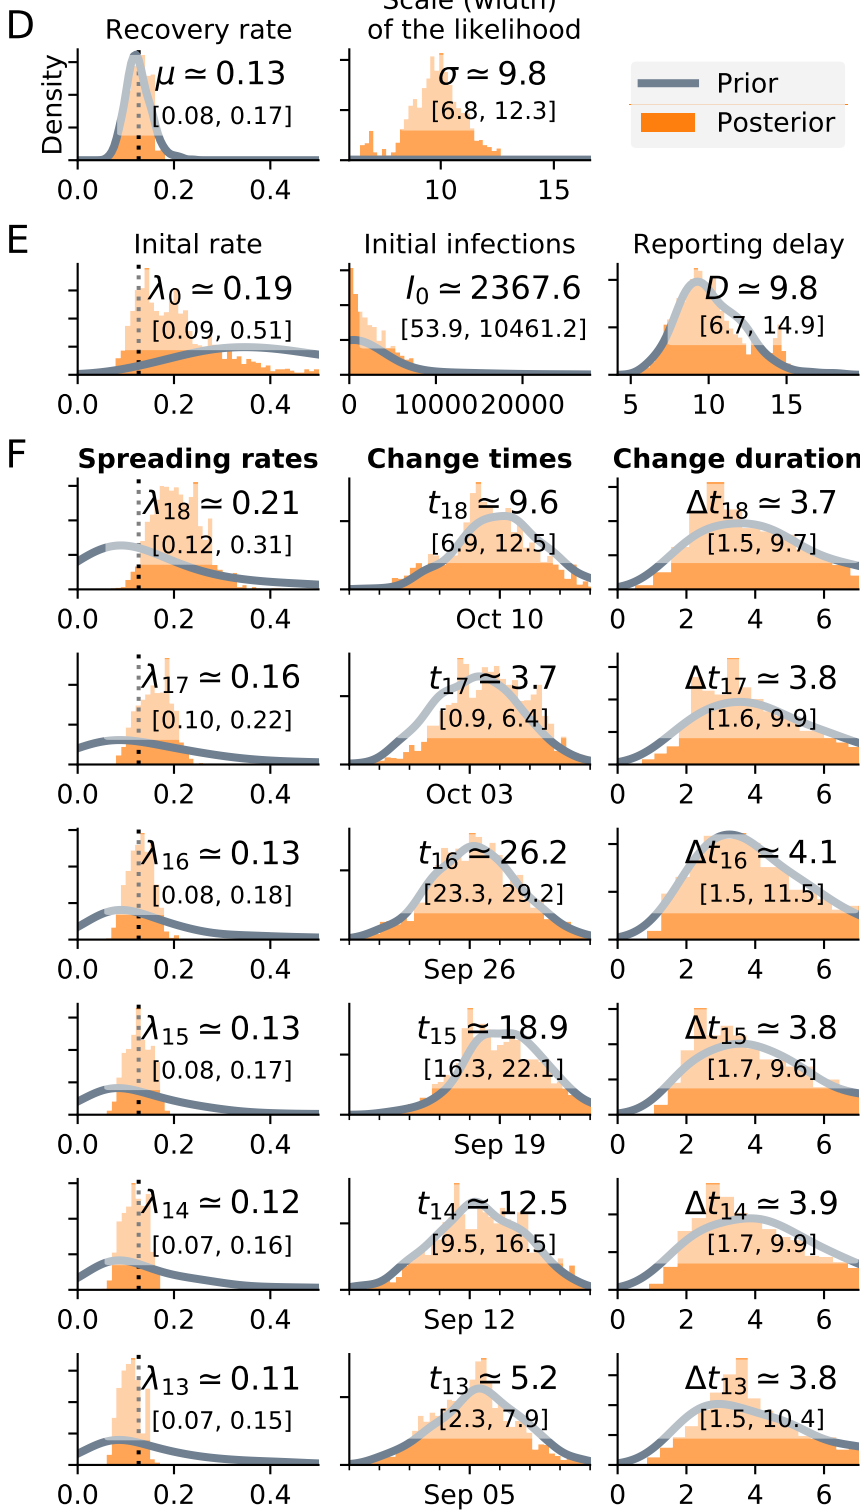 D
Recovery rate
Scale (width)
of the likelihood
Density
μ ≃ 0.13
[0.08, 0.17]
0.0 0.2 0.4
σ ≃ 9.8
[6.8, 12.3]
10 15
Prior
Posterior
E
Inital rate
λ0 ≃ 0.19
[0.09, 0.51]
0.0 0.2 0.4
Initial infections
I0 ≃ 2367.6
[53.9, 10461.2]
0 10000 20000
Reporting delay
D ≃ 9.8
[6.7, 14.9]
5 10 15
F
Spreading rates Change times Change duration
λ18 ≃ 0.21
[0.12, 0.31]
0.0 0.2 0.4
t18 ≃ 9.6
[6.9, 12.5]
Oct 10
Δt18 ≃ 3.7
[1.5, 9.7]
0 2 4 6
λ17 ≃ 0.16
[0.10, 0.22]
0.0 0.2 0.4
t17 ≃ 3.7
[0.9, 6.4]
Oct 03
Δt17 ≃ 3.8
[1.6, 9.9]
0 2 4 6
λ16 ≃ 0.13
[0.08, 0.18]
0.0 0.2 0.4
t16 ≃ 26.2
[23.3, 29.2]
Sep 26
Δt16 ≃ 4.1
[1.5, 11.5]
0 2 4 6
λ15 ≃ 0.13
[0.08, 0.17]
0.0 0.2 0.4
t15 ≃ 18.9
[16.3, 22.1]
Sep 19
Δt15 ≃ 3.8
[1.7, 9.6]
0 2 4 6
λ14 ≃ 0.12
[0.07, 0.16]
0.0 0.2 0.4
t14 ≃ 12.5
[9.5, 16.5]
Sep 12
Δt14 ≃ 3.9
[1.7, 9.9]
0 2 4 6
λ13 ≃ 0.11
[0.07, 0.15]
0.0 0.2 0.4
t13 ≃ 5.2
[2.3, 7.9]
Sep 05
Δt13 ≃ 3.8
[1.5, 10.4]
0 2 4 6